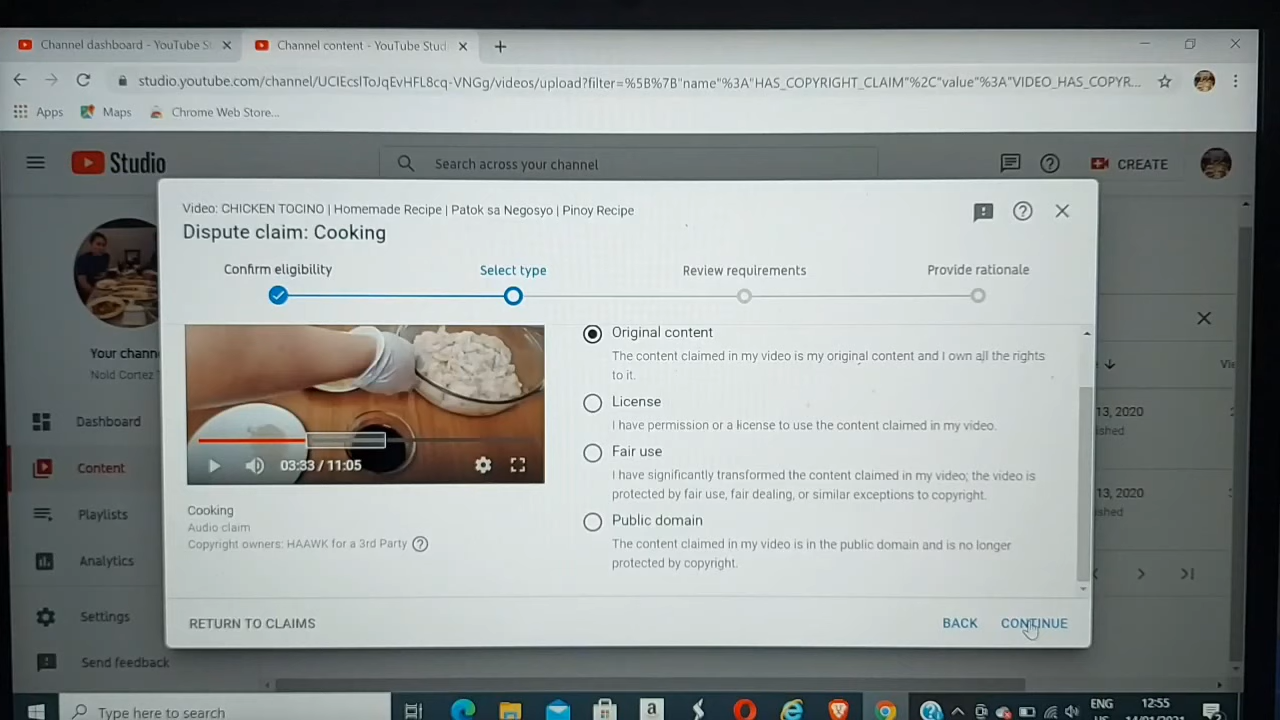 Channel dashboard - YouTube St
Channel content - YouTube Stud
studio.youtube.com/channel/UCIEcslToJqEvHFL8cq-VNGg/videos/upload?filter=%5B%7B"name"%3A"HAS_COPYRIGHT_CLAIM"%2C"value"%3A"VIDEO_HAS_COPYR...
Apps
Maps
Chrome Web Store...
Studio
Search across your channel
CREATE
Video: CHICKEN TOCINO | Homemade Recipe | Patok sa Negosyo | Pinoy Recipe
Dispute claim: Cooking
Confirm eligibility
Select type
Review requirements
Provide rationale
Your chann
Nold Cortez
Dashboard
Content
Playlists
Analytics
Settings
Send feedback
03:33 / 11:05
Cooking
Audio claim
Copyright owners: HAAWK for a 3rd Party
Original content
The content claimed in my video is my original content and I own all the rights
to it.
License
I have permission or a license to use the content claimed in my video.
Fair use
I have significantly transformed the content claimed in my video; the video is
protected by fair use, fair dealing, or similar exceptions to copyright.
Public domain
The content claimed in my video is in the public domain and is no longer
protected by copyright.
RETURN TO CLAIMS
BACK
CONTINUE
Vi
13, 2020
shed
13, 2020
shed
Type here to search
ENG
12:55